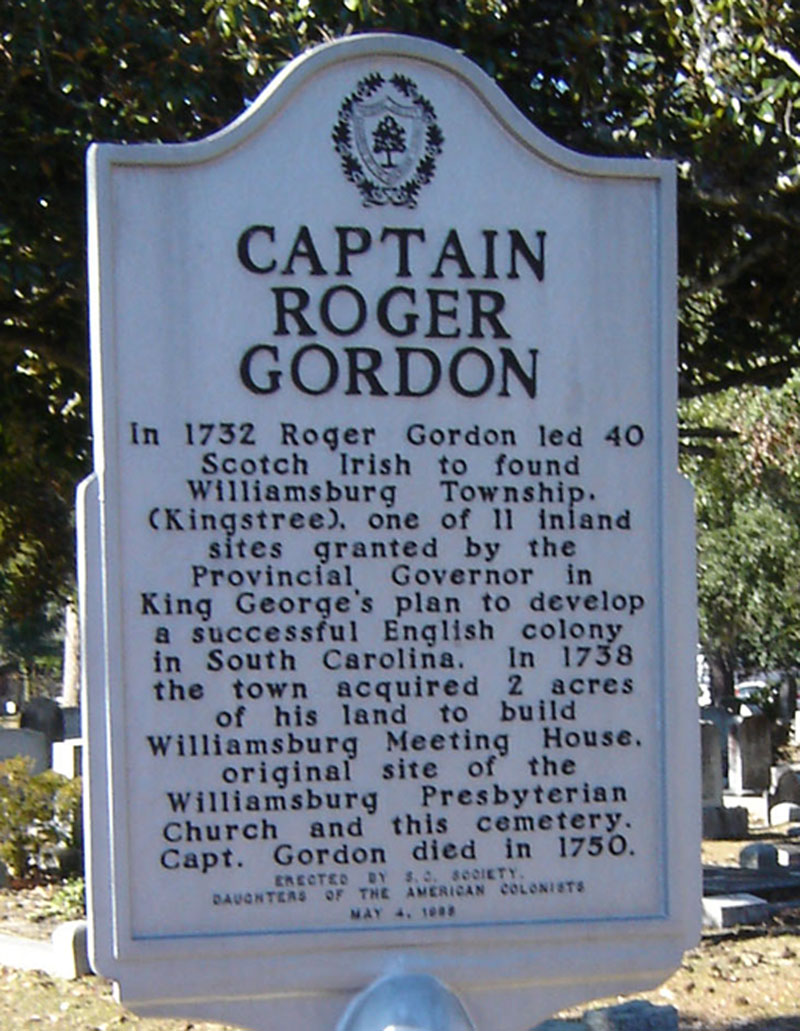 CAPTAIN
ROGER
GORDON
In 1732 Roger Gordon led 40
Scotch Irish to found
Williamsburg Township.
(Kingstree), one of 11 inland
sites granted by the
Provincial Governor in
King George's plan to develop
a successful English colony
in South Carolina. In 1738
the town acquired 2 acres
of his land to build
Williamsburg Meeting House,
original site of the
Williamsburg Presbyterian
Church and this cemetery.
Capt. Gordon died in 1750.
ERECTED BY S.C. SOCIETY,
DAUGHTERS OF THE AMERICAN COLONISTS
MAY 4,